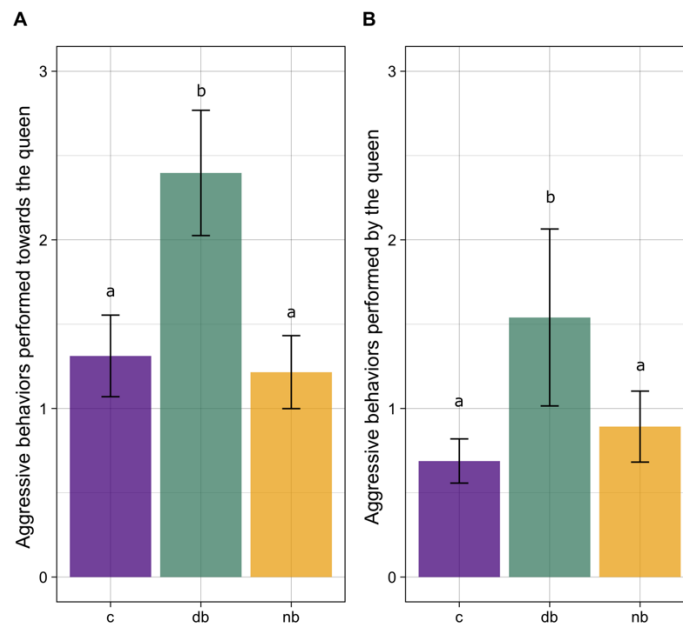 A
Aggressive behaviors performed towards the queen
3
2
1
0
a
b
a
c
db
nb
B
Aggressive behaviors performed by the queen
3
2
1
0
a
b
a
c
db
nb